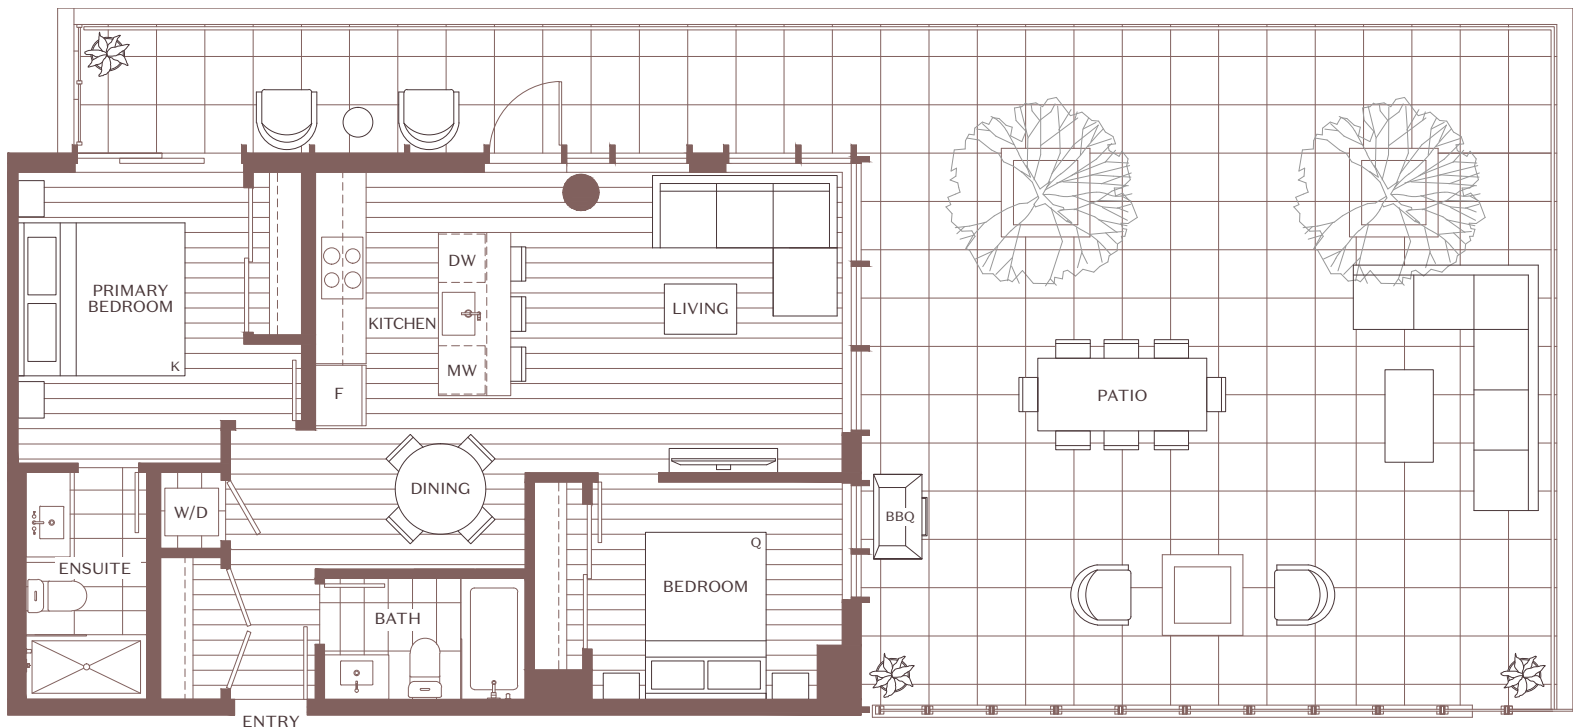 PRIMARY
BEDROOM
K
DW
KITCHEN
MW
F
LIVING
PATIO
DINING
W/D
BBQ
ENSUITE
Q
BEDROOM
BATH
ENTRY